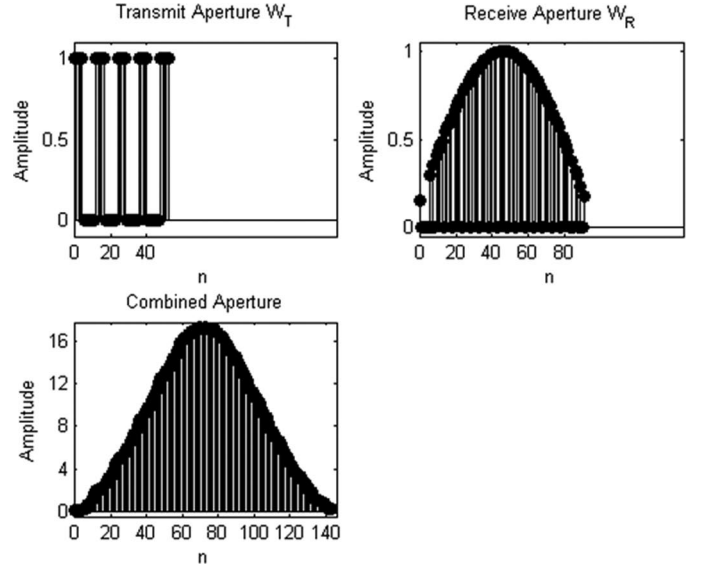 Transmit Aperture W_T
Amplitude
1
0.5
0
0 20 40
n
Receive Aperture W_R
Amplitude
1
0.5
0
0 20 40 60 80
n
Combined Aperture
Amplitude
16
12
8
4
0
0 20 40 60 80 100 120 140
n